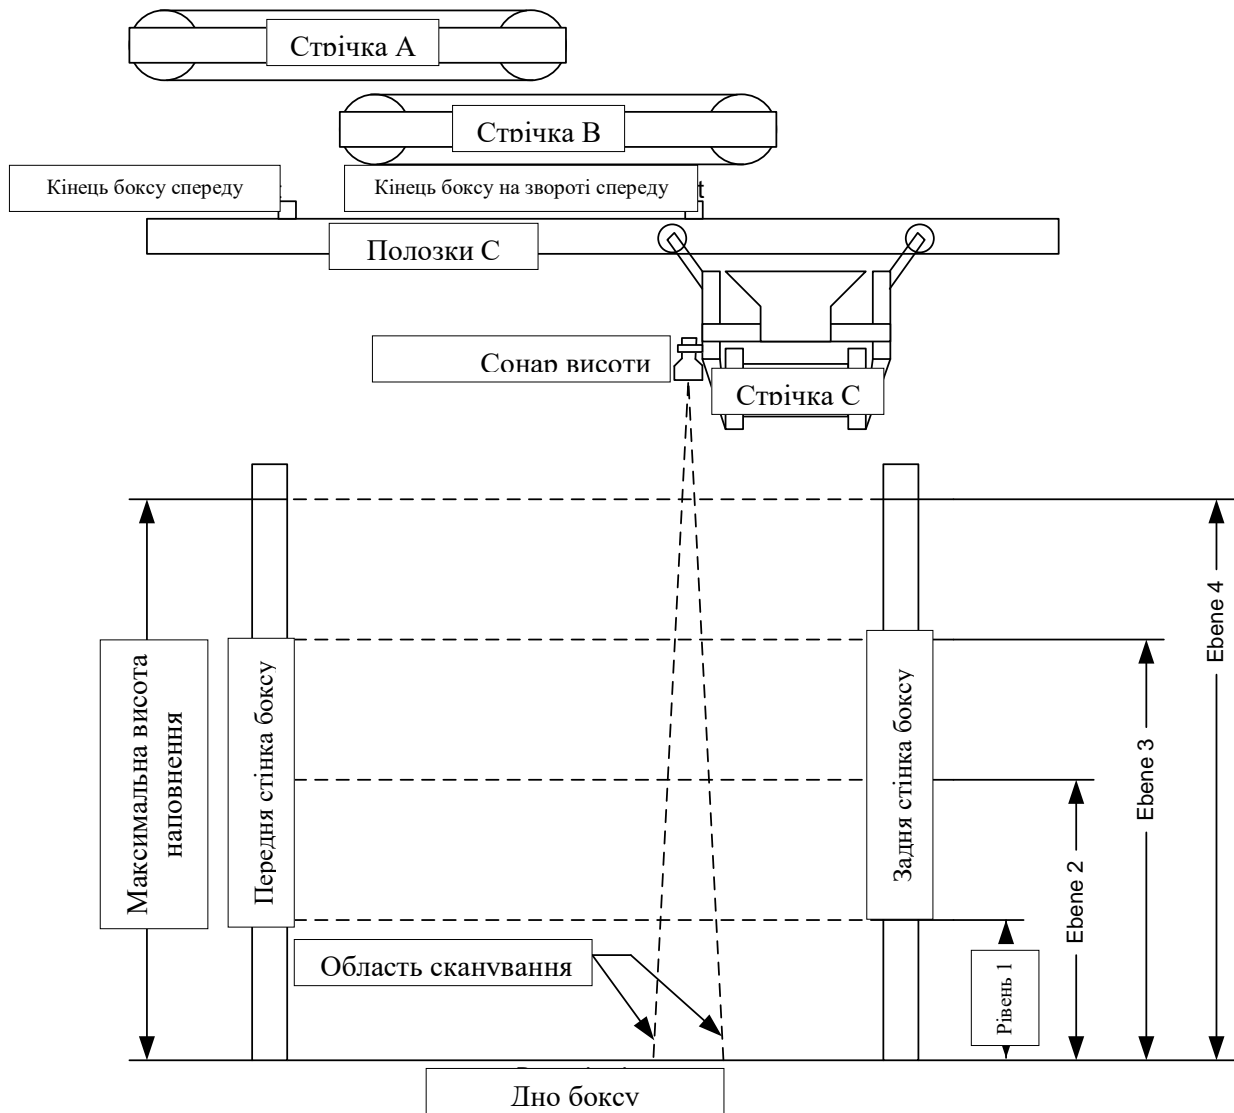 Стрічка А
Стрічка В
Кінець боксу спереду
Кінець боксу на звороті спереду
t
Полозки С
Сонар висоти
Стрічка С
Максимальна висота
наповнення
Передня стінка боксу
Задня стінка боксу
Ebene 4
Ebene 3
Ebene 2
Рівень 1
Область сканування
Дно боксу